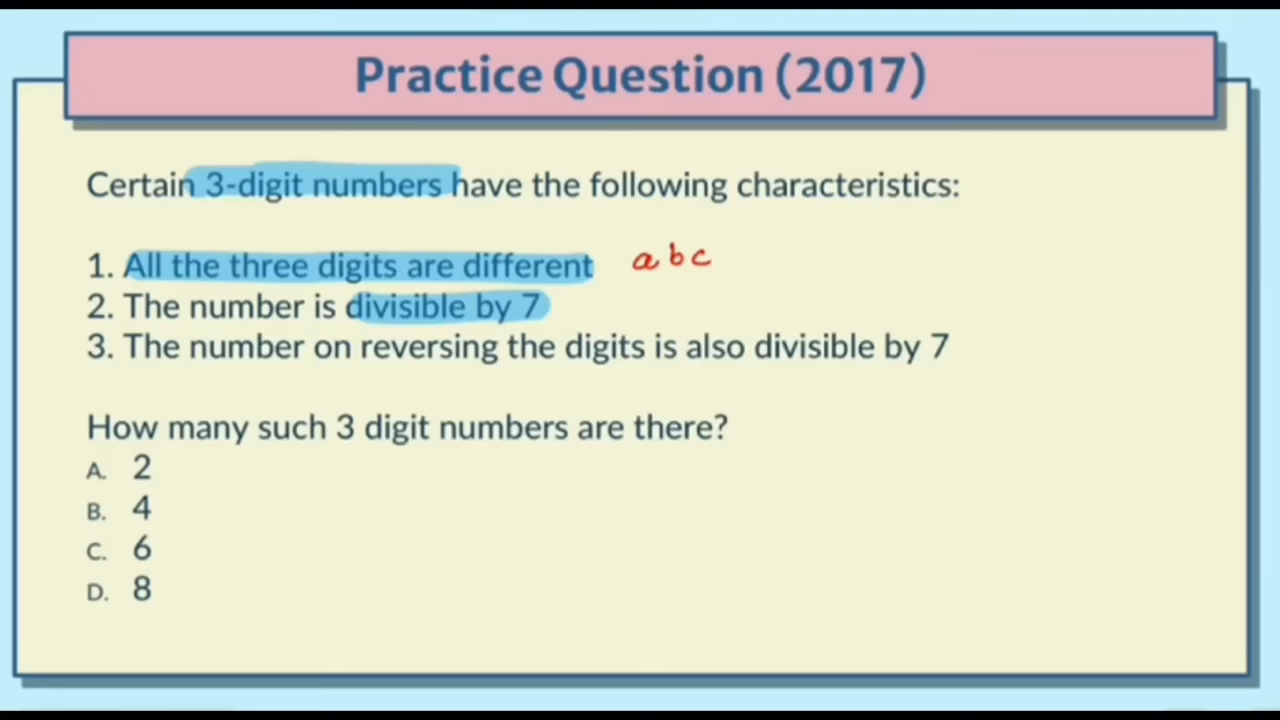 Practice Question (2017)
Certain 3-digit numbers have the following characteristics:
1. All the three digits are different abc
2. The number is divisible by 7
3. The number on reversing the digits is also divisible by 7
How many such 3 digit numbers are there?
A. 2
B. 4
C. 6
D. 8